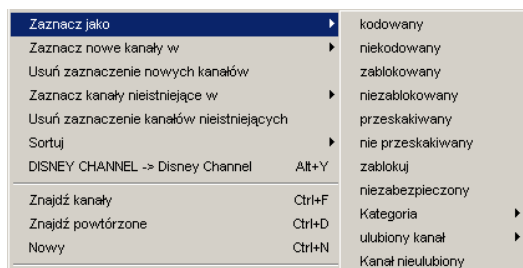 Zaznacz jako
Zaznacz nowe kanały w
Usuń zaznaczenie nowych kanałów
Zaznacz kanały nieistniejące w
Usuń zaznaczenie kanałów nieistniejących
Sortuj
DISNEY CHANNEL -> Disney Channel Alt+Y
Znajdź kanały Ctrl+F
Znajdź powtórzone Ctrl+D
Nowy Ctrl+N
kodowany
niekodowany
zablokowany
niezablokowany
przeskakiwany
nie przeskakiwany
zablokuj
niezabezpieczony
Kategoria
ulubiony kanał
Kanał nieulubiony